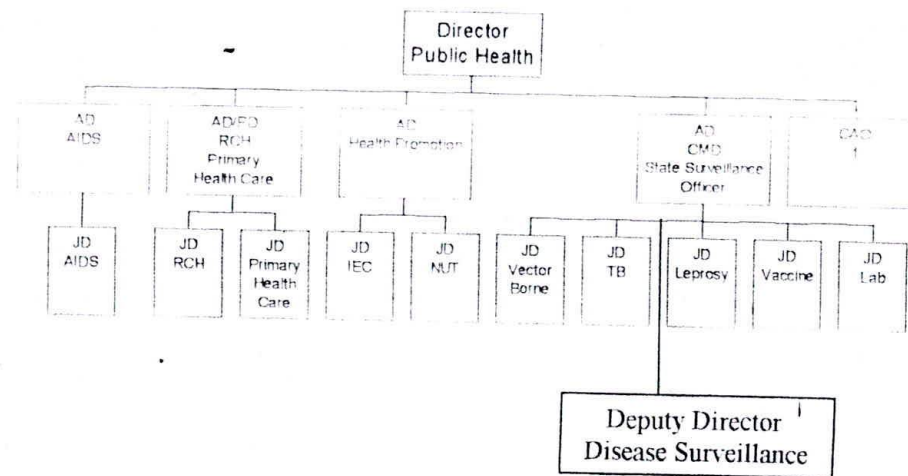 Director
Public Health
AD
AIDS
AD/PD
RCH
Primary
Health Care
AD
Health Promotion
AD
CMD
State Surveillance
Officer
CAO
1
JD
AIDS
JD
RCH
JD
Primary
Health
Care
JD
IEC
JD
NUT
JD
Vector
Borne
JD
TB
JD
Leprosy
JD
Vaccine
JD
Lab
Deputy Director
Disease Surveillance